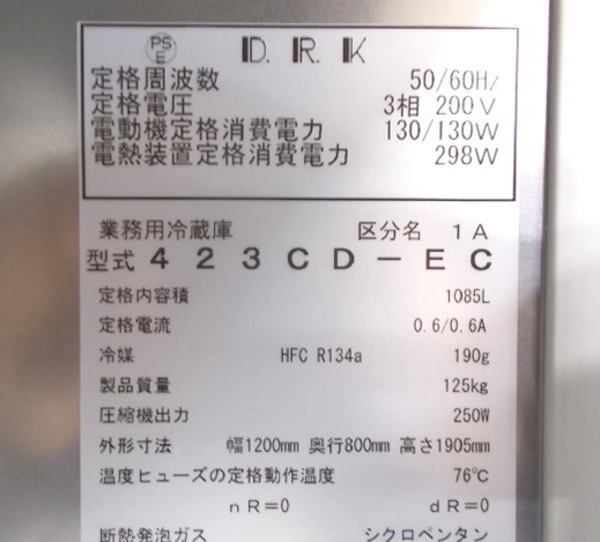 PS
E
D. R. K
定格周波数 50/60Hz
定格電圧 3相 200V
電動機定格消費電力 130/130W
電熱装置定格消費電力 298W
業務用冷蔵庫 区分名 1A
型式 423CD-EC
定格内容積 1085L
定格電流 0.6/0.6A
冷媒 HFC R134a 190g
製品質量 125kg
圧縮機出力 250W
外形寸法 幅1200mm 奥行800mm 高さ1905mm
温度ヒューズの定格動作温度 76℃
nR=0 dR=0
断熱発泡ガス シクロペンタン